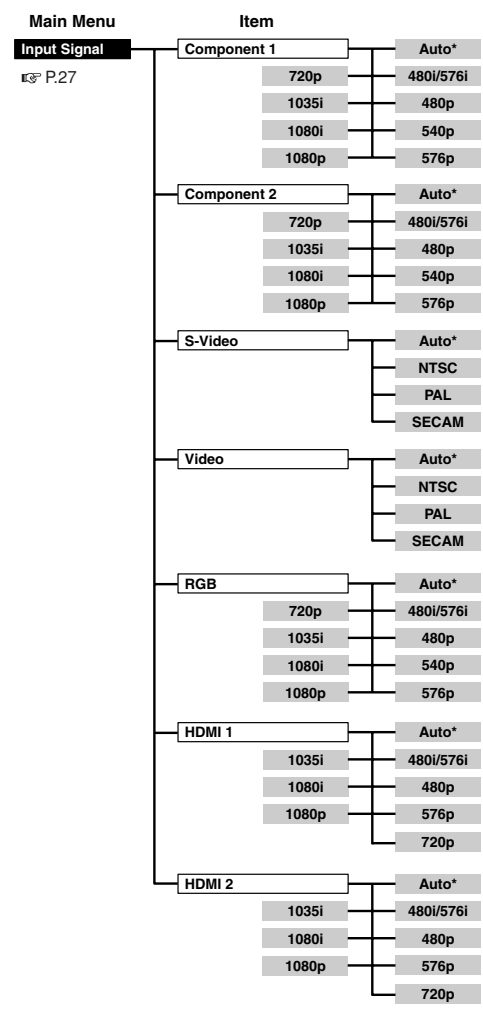 Main Menu Item
Input Signal Component 1 Auto*
☞ P.27 720p 480i/576i
1035i 480p
1080i 540p
1080p 576p
Component 2 Auto*
720p 480i/576i
1035i 480p
1080i 540p
1080p 576p
S-Video Auto*
NTSC
PAL
SECAM
Video Auto*
NTSC
PAL
SECAM
RGB Auto*
720p 480i/576i
1035i 480p
1080i 540p
1080p 576p
HDMI 1 Auto*
1035i 480i/576i
1080i 480p
1080p 576p
720p
HDMI 2 Auto*
1035i 480i/576i
1080i 480p
1080p 576p
720p